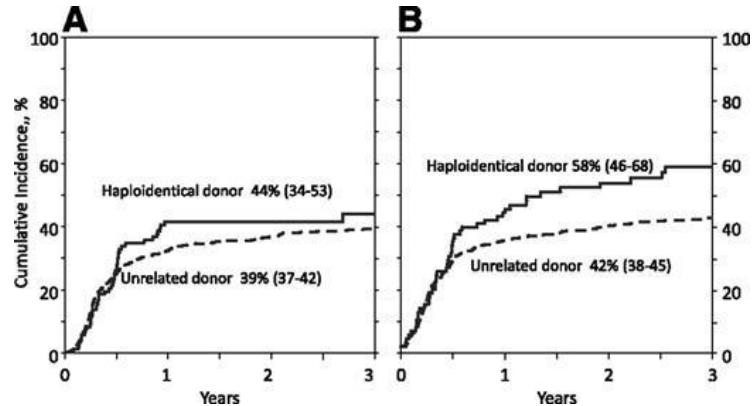 A
B
Cumulative Incidence,, %
100
80
60
40
20
0
Haploidentical donor 44% (34-53)
Unrelated donor 39% (37-42)
0 1 2 3
Years
Haploidentical donor 58% (46-68)
Unrelated donor 42% (38-45)
100
80
60
40
20
0
0 1 2 3
Years